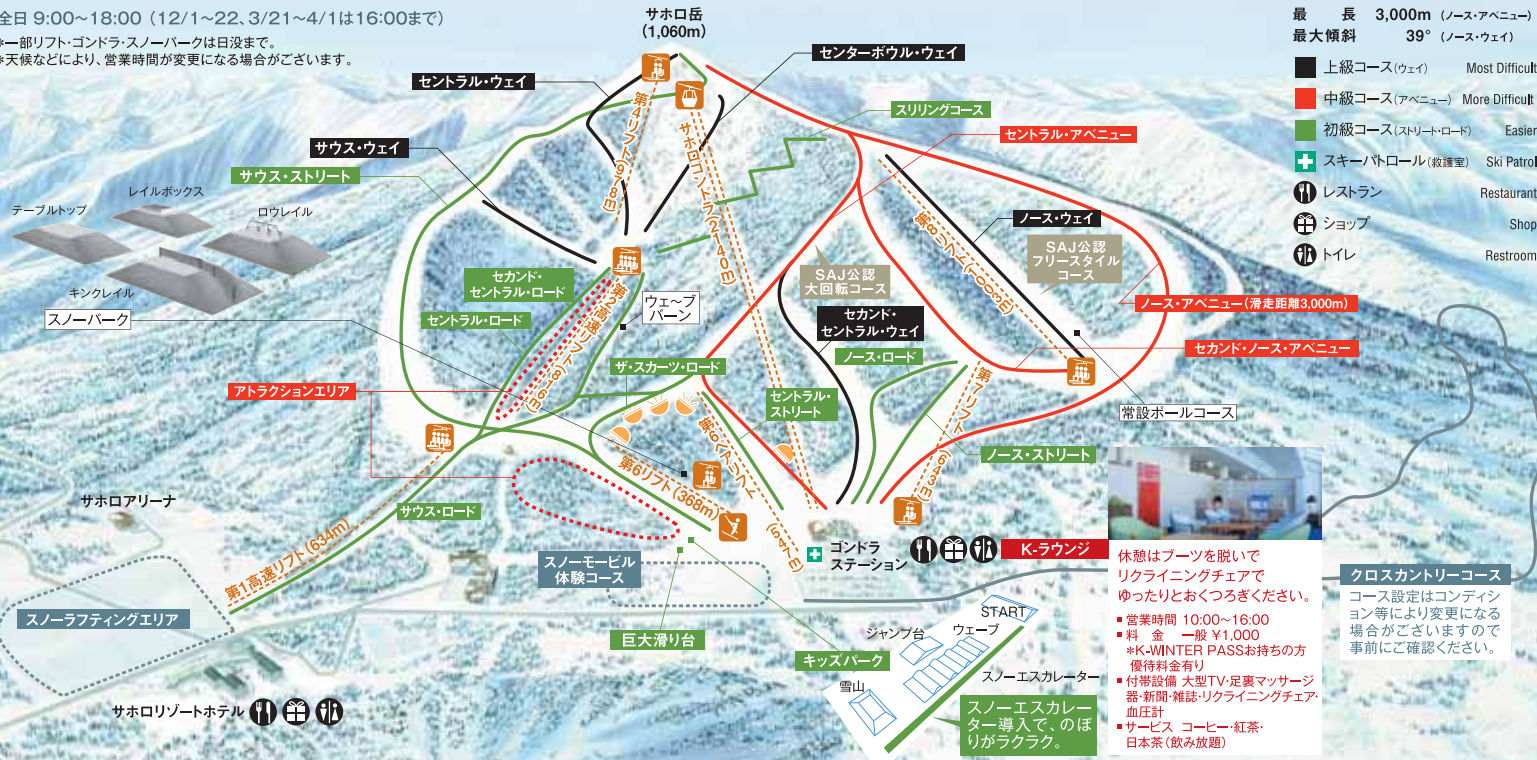 全日 9:00～18:00（12/1～22、3/21～4/1は16:00まで）
*一部リフト・ゴンドラ・スノーパークは日没まで。
*天候などにより、営業時間が変更になる場合がございます。
サホロ岳
(1,060m)
最長 3,000m（ノース・アベニュー）
最大傾斜 39°（ノース・ウェイ）
上級コース(ウェイ) Most Difficult
中級コース(アベニュー) More Difficult
初級コース(ストリート・ロード) Easier
スキーパトロール(救護室) Ski Patrol
レストラン Restaurant
ショップ Shop
トイレ Restroom
センターボウル・ウェイ
セントラル・ウェイ
スリリングコース
セントラル・アベニュー
サウス・ウェイ
サウス・ストリート
第4リフト(978m)
サホロゴンドラ(2140m)
レイルボックス
テーブルトップ
ロウレイル
キンクレイル
スノーパーク
ノース・ウェイ
第8リフト(1003m)
SAJ公認
フリースタイル
コース
SAJ公認
大回転コース
セカンド・
セントラル・ロード
セントラル・ロード
第2高速リフト(916m)
ウェ～ブ
バーン
ノース・アベニュー(滑走距離3,000m)
セカンド・
セントラル・ウェイ
ノース・ロード
セカンド・ノース・アベニュー
ザ・スカーツ・ロード
アトラクションエリア
セントラル・
ストリート
第7リフト(643m)
常設ポールコース
第6ペアリフト(547m)
第6リフト(368m)
ノース・ストリート
サホロアリーナ
サウス・ロード
第1高速リフト(634m)
スノーモービル
体験コース
ゴンドラ
ステーション
K-ラウンジ
休憩はブーツを脱いで
リクライニングチェアで
ゆったりとおくつろぎください。
■営業時間 10:00～16:00
■料金 一般 ¥1,000
*K-WINTER PASSお持ちの方
優待料金有り
■付帯設備 大型TV・足裏マッサージ
器・新聞・雑誌・リクライニングチェア・
血圧計
■サービス コーヒー・紅茶・
日本茶(飲み放題)
クロスカントリーコース
コース設定はコンディシ
ョン等により変更になる
場合がございますので
事前にご確認ください。
スノーラフティングエリア
巨大滑り台
キッズパーク
START
ジャンプ台
ウェーブ
雪山
スノーエスカレーター
スノーエスカレー
ター導入で、のぼ
りがラクラク。
サホロリゾートホテル